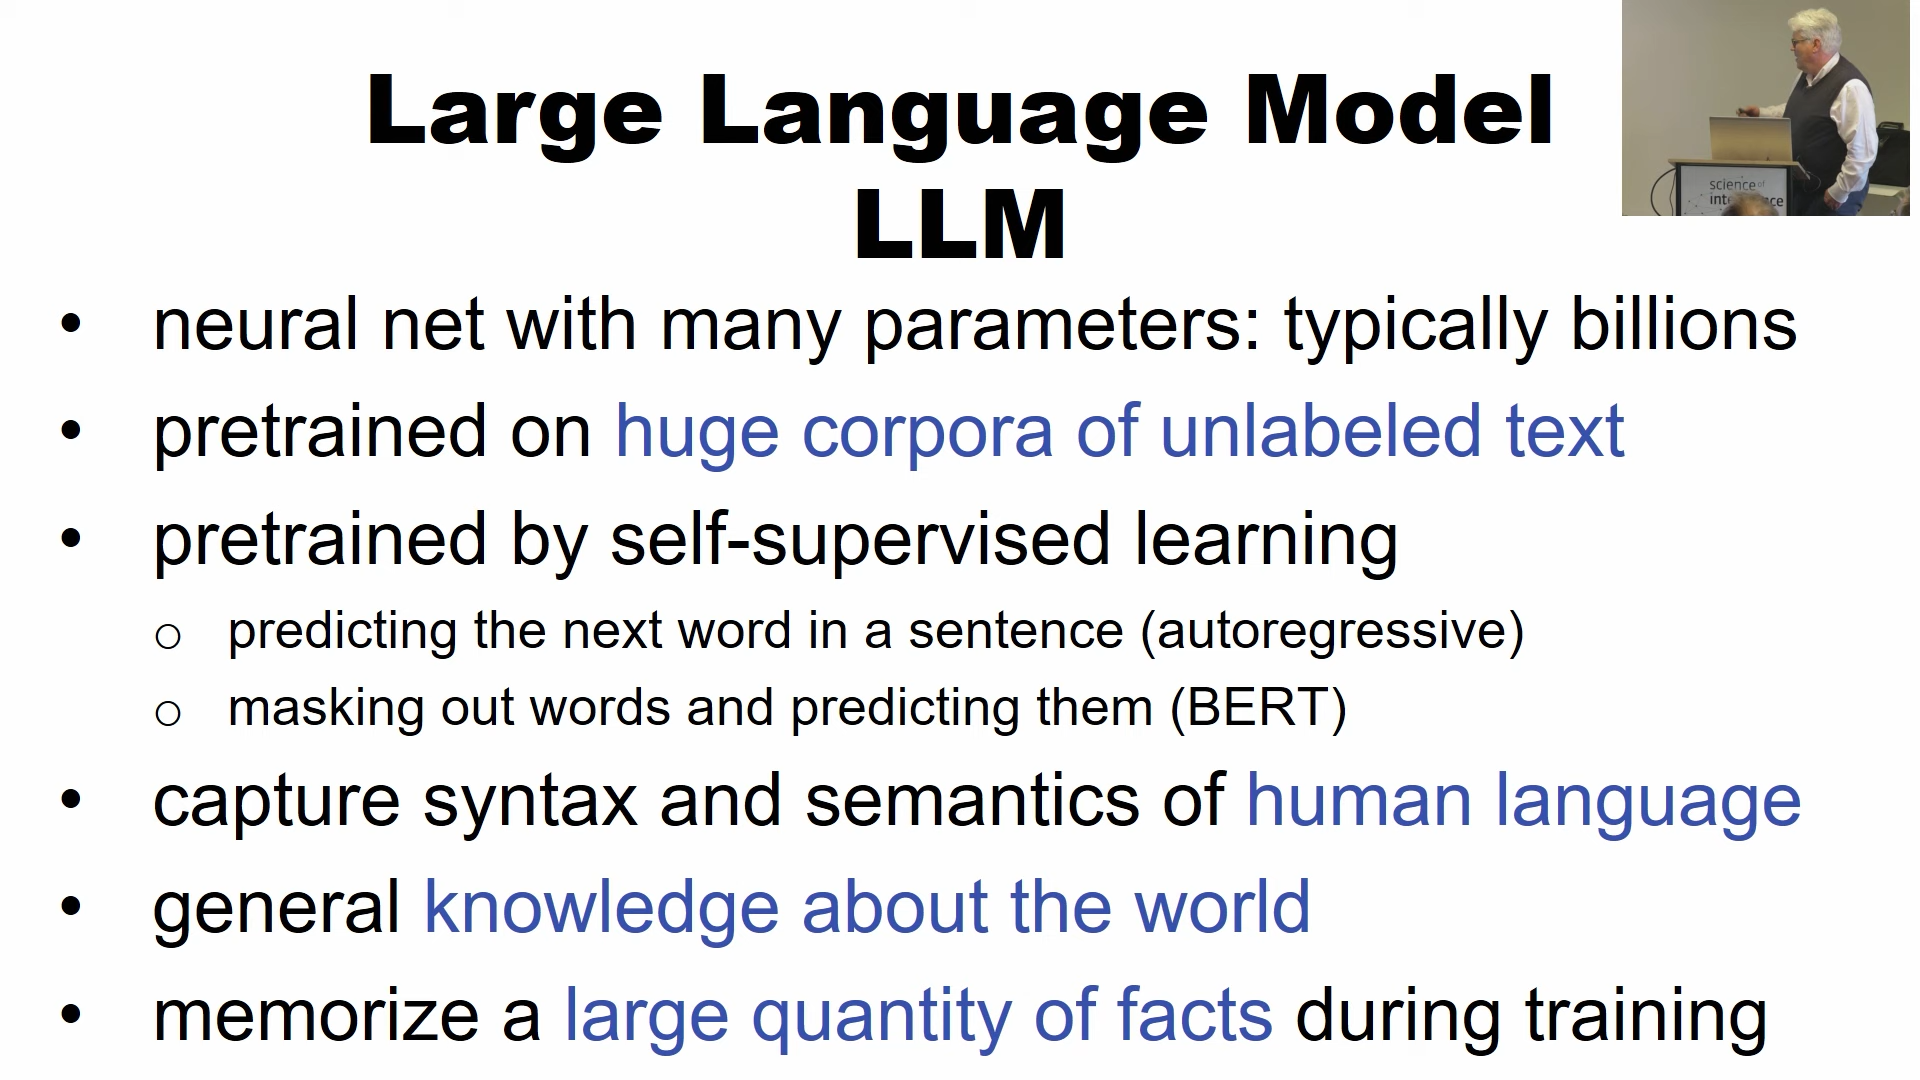 Large Language Model
LLM
• neural net with many parameters: typically billions
• pretrained on huge corpora of unlabeled text
• pretrained by self-supervised learning
○ predicting the next word in a sentence (autoregressive)
○ masking out words and predicting them (BERT)
• capture syntax and semantics of human language
• general knowledge about the world
• memorize a large quantity of facts during training
science of